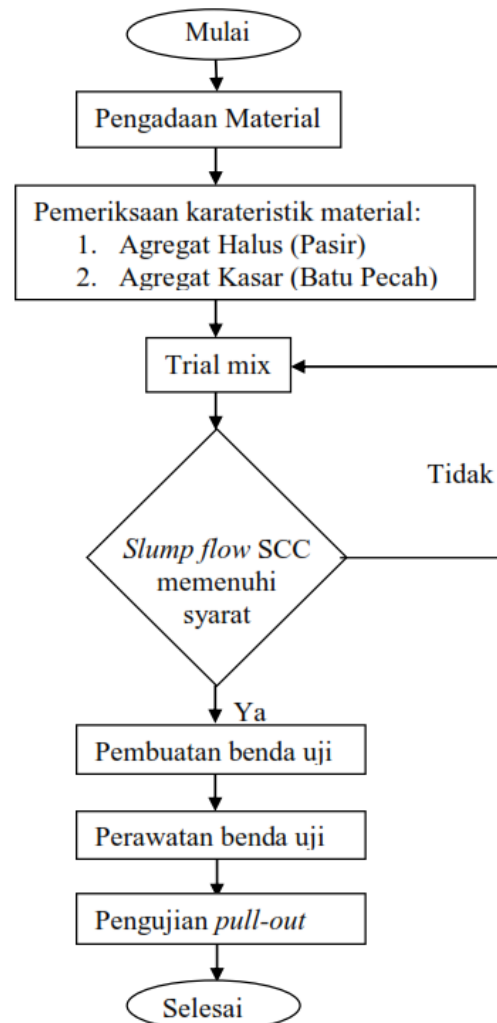 Mulai
Pengadaan Material
Pemeriksaan karateristik material:
1. Agregat Halus (Pasir)
2. Agregat Kasar (Batu Pecah)
Trial mix
Tidak
Slump flow SCC
memenuhi
syarat
Ya
Pembuatan benda uji
Perawatan benda uji
Pengujian pull-out
Selesai